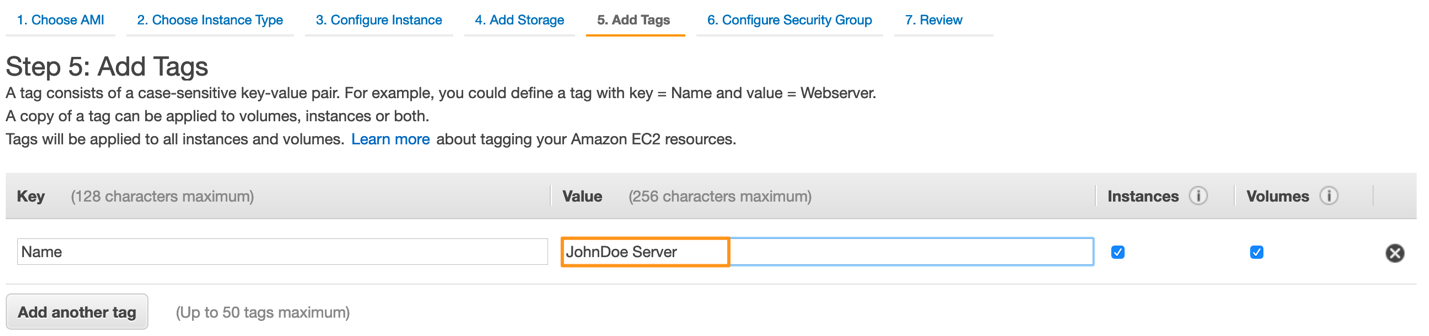 1. Choose AMI 2. Choose Instance Type 3. Configure Instance 4. Add Storage 5. Add Tags 6. Configure Security Group 7. Review
Step 5: Add Tags
A tag consists of a case-sensitive key-value pair. For example, you could define a tag with key = Name and value = Webserver.
A copy of a tag can be applied to volumes, instances or both.
Tags will be applied to all instances and volumes. Learn more about tagging your Amazon EC2 resources.
Key (128 characters maximum) Value (256 characters maximum) Instances i Volumes i
Name JohnDoe Server
Add another tag (Up to 50 tags maximum)